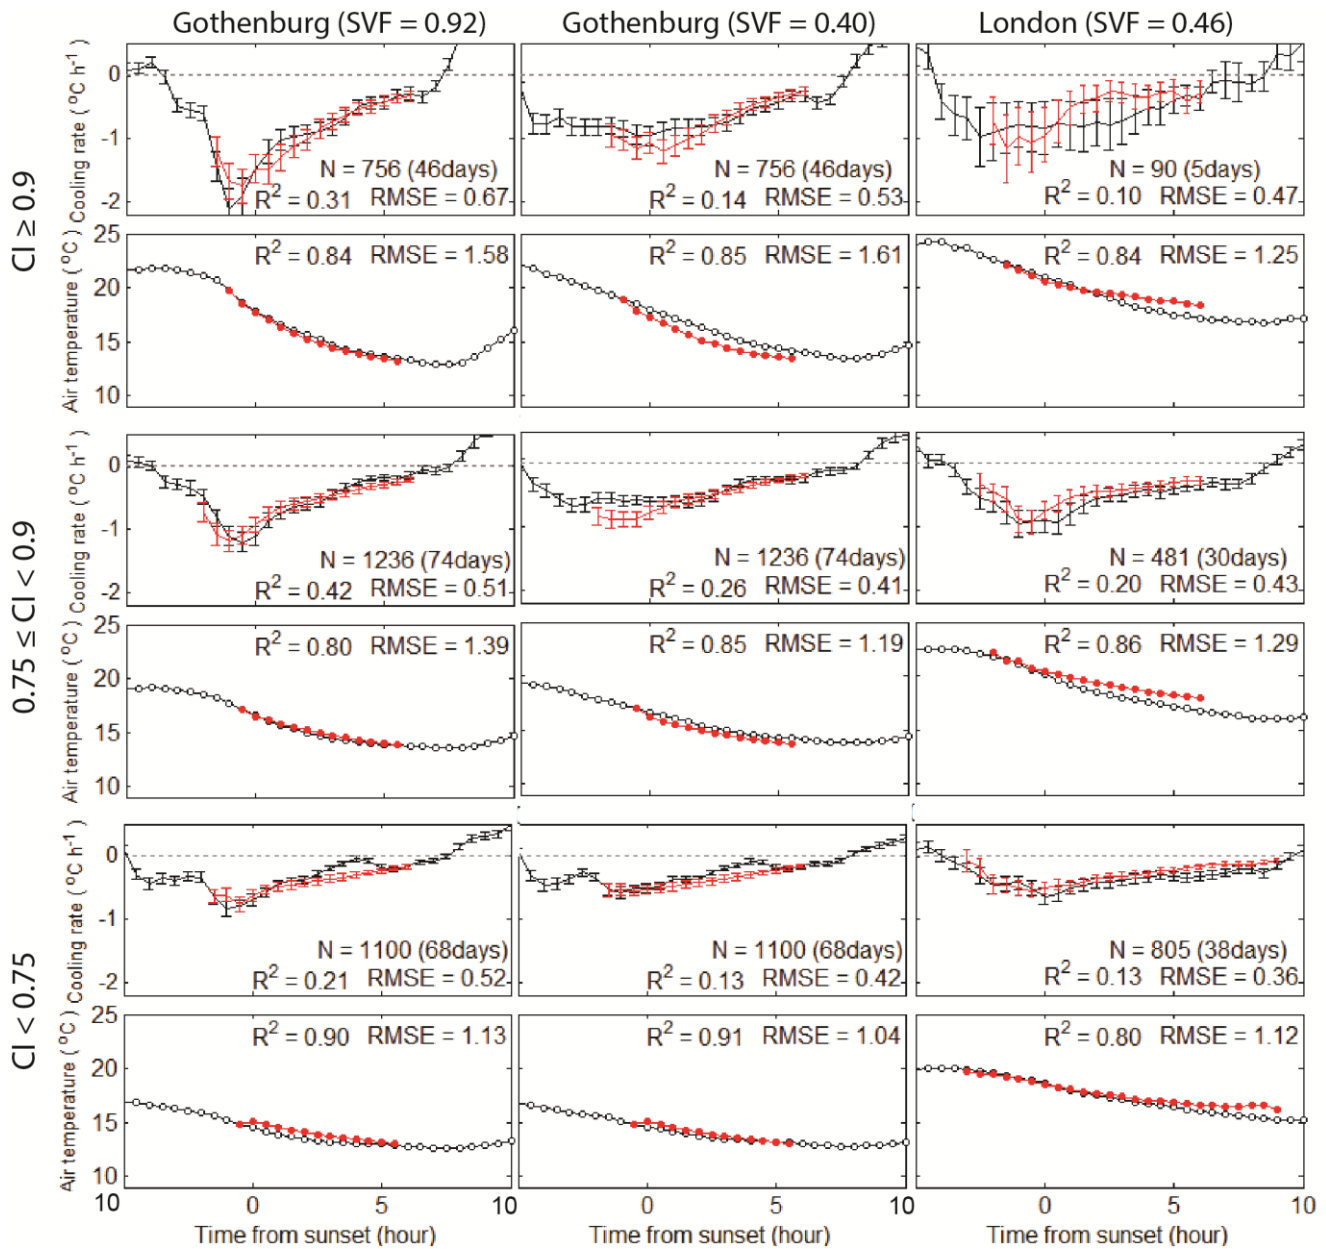 Gothenburg (SVF = 0.92) Gothenburg (SVF = 0.40) London (SVF = 0.46)
CI ≥ 0.9
Cooling rate ( °C h⁻¹)
0
-1
-2
N = 756 (46days)
R² = 0.31 RMSE = 0.67
N = 756 (46days)
R² = 0.14 RMSE = 0.53
N = 90 (5days)
R² = 0.10 RMSE = 0.47
Air temperature ( °C)
25
20
15
10
R² = 0.84 RMSE = 1.58
R² = 0.85 RMSE = 1.61
R² = 0.84 RMSE = 1.25
0.75 ≤ CI < 0.9
Cooling rate ( °C h⁻¹)
0
-1
-2
N = 1236 (74days)
R² = 0.42 RMSE = 0.51
N = 1236 (74days)
R² = 0.26 RMSE = 0.41
N = 481 (30days)
R² = 0.20 RMSE = 0.43
Air temperature ( °C)
25
20
15
10
R² = 0.80 RMSE = 1.39
R² = 0.85 RMSE = 1.19
R² = 0.86 RMSE = 1.29
CI < 0.75
Cooling rate ( °C h⁻¹)
0
-1
-2
N = 1100 (68days)
R² = 0.21 RMSE = 0.52
N = 1100 (68days)
R² = 0.13 RMSE = 0.42
N = 805 (38days)
R² = 0.13 RMSE = 0.36
Air temperature ( °C)
25
20
15
10
R² = 0.90 RMSE = 1.13
R² = 0.91 RMSE = 1.04
R² = 0.80 RMSE = 1.12
10 0 5 10 0 5 10 0 5 10
Time from sunset (hour) Time from sunset (hour) Time from sunset (hour)